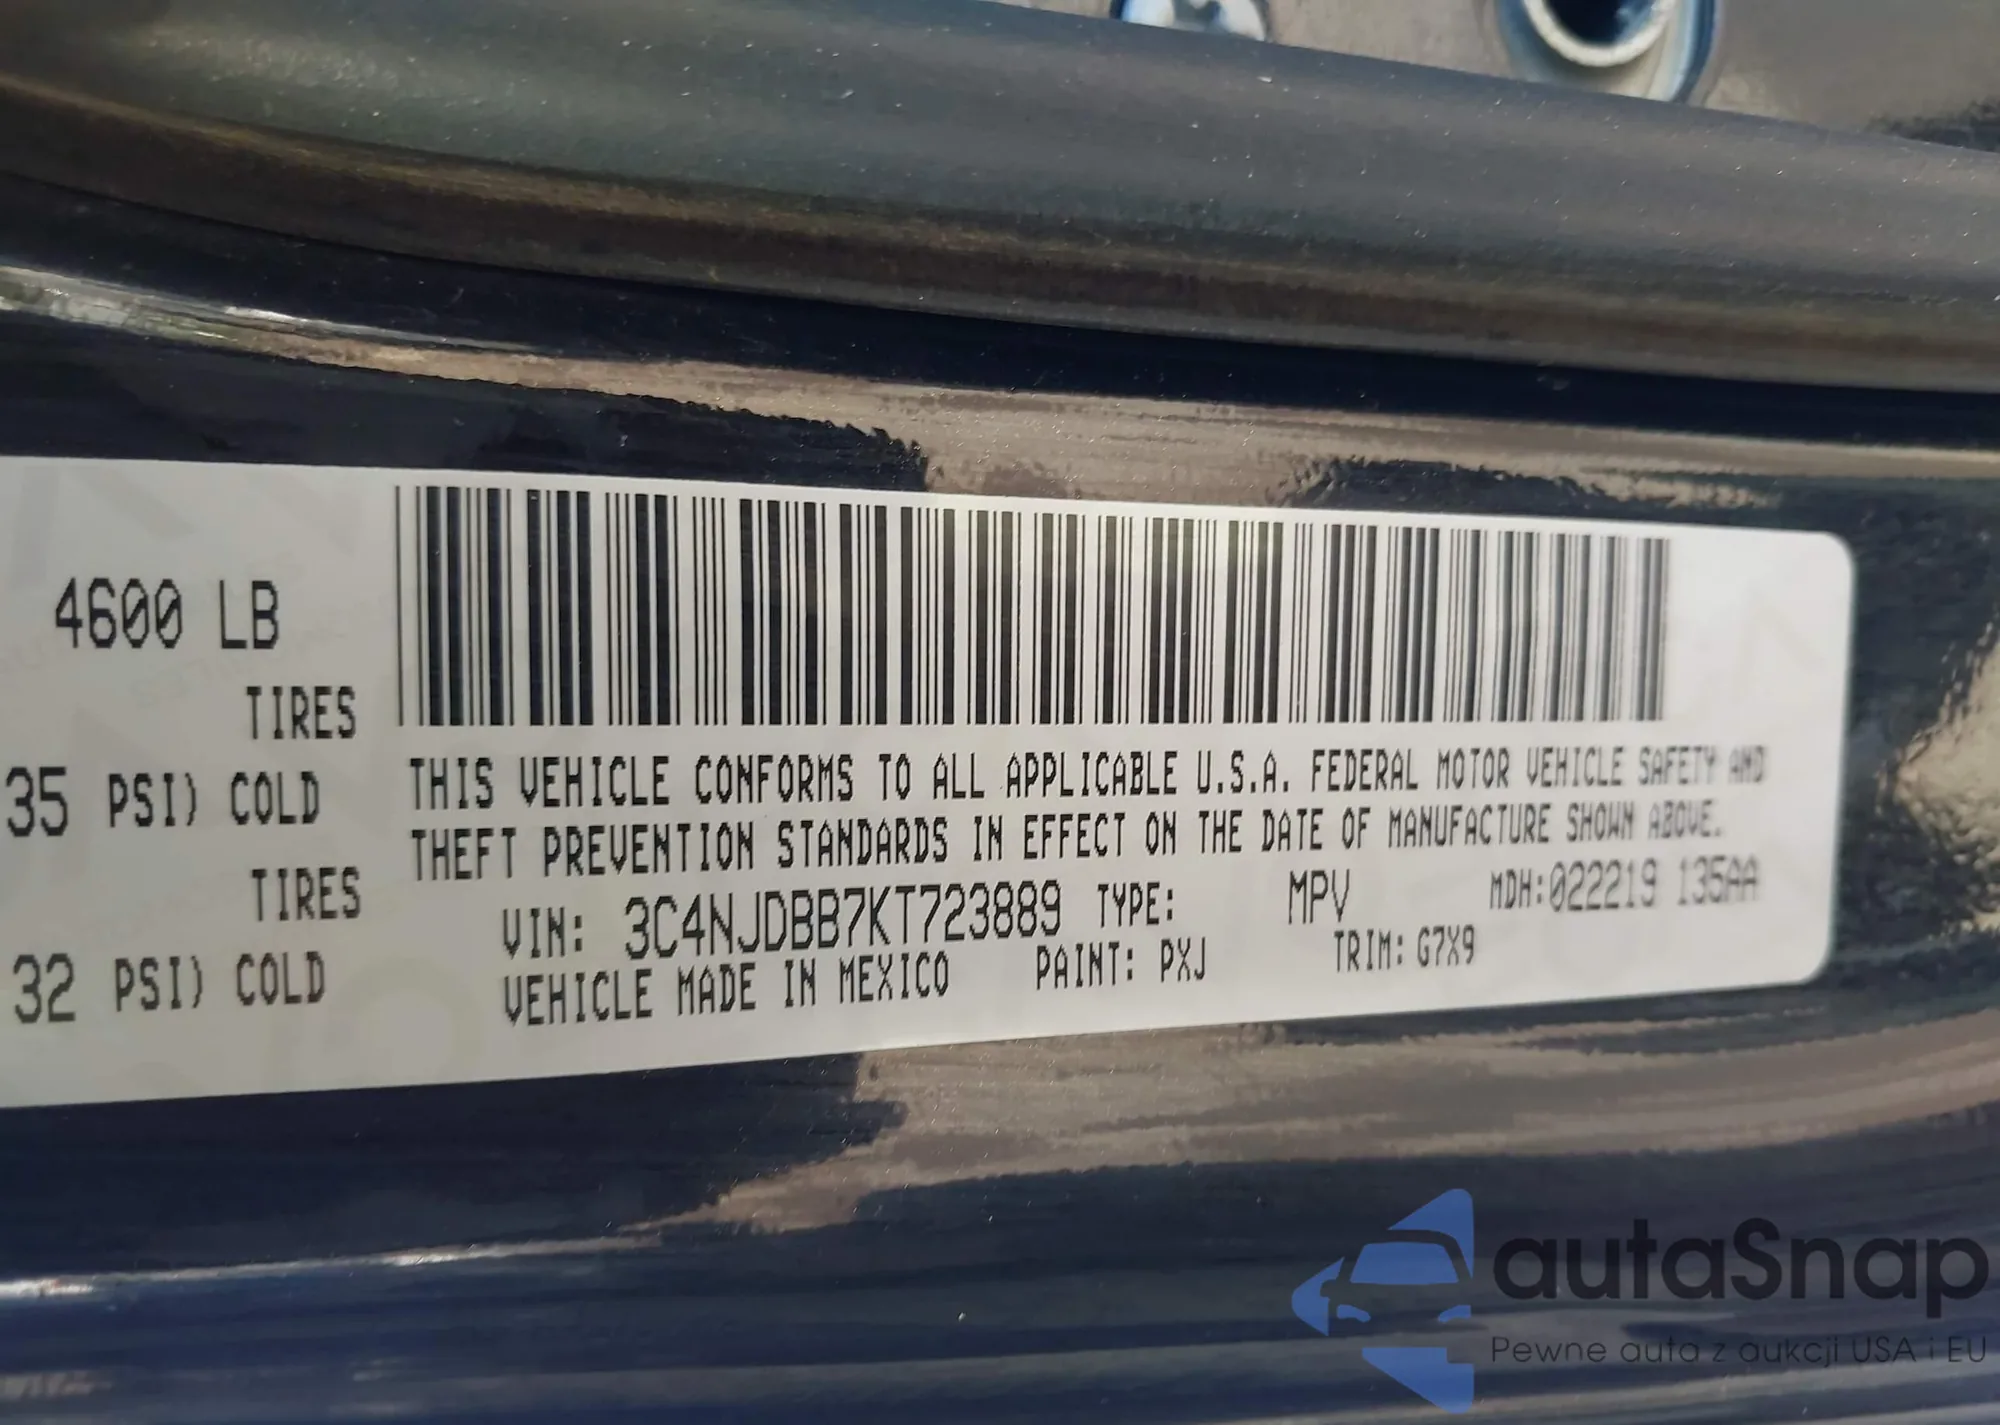 4600 LB
TIRES
35 PSI) COLD
TIRES
32 PSI) COLD
THIS VEHICLE CONFORMS TO ALL APPLICABLE U.S.A. FEDERAL MOTOR VEHICLE SAFETY AND
THEFT PREVENTION STANDARDS IN EFFECT ON THE DATE OF MANUFACTURE SHOWN ABOVE.
VIN: 3C4NJDBB7KT723889 TYPE: MPV MDH:022219 135AA
VEHICLE MADE IN MEXICO PAINT: PXJ TRIM: G7X9
autaSnap
Pewne auta z aukcji USA i EU